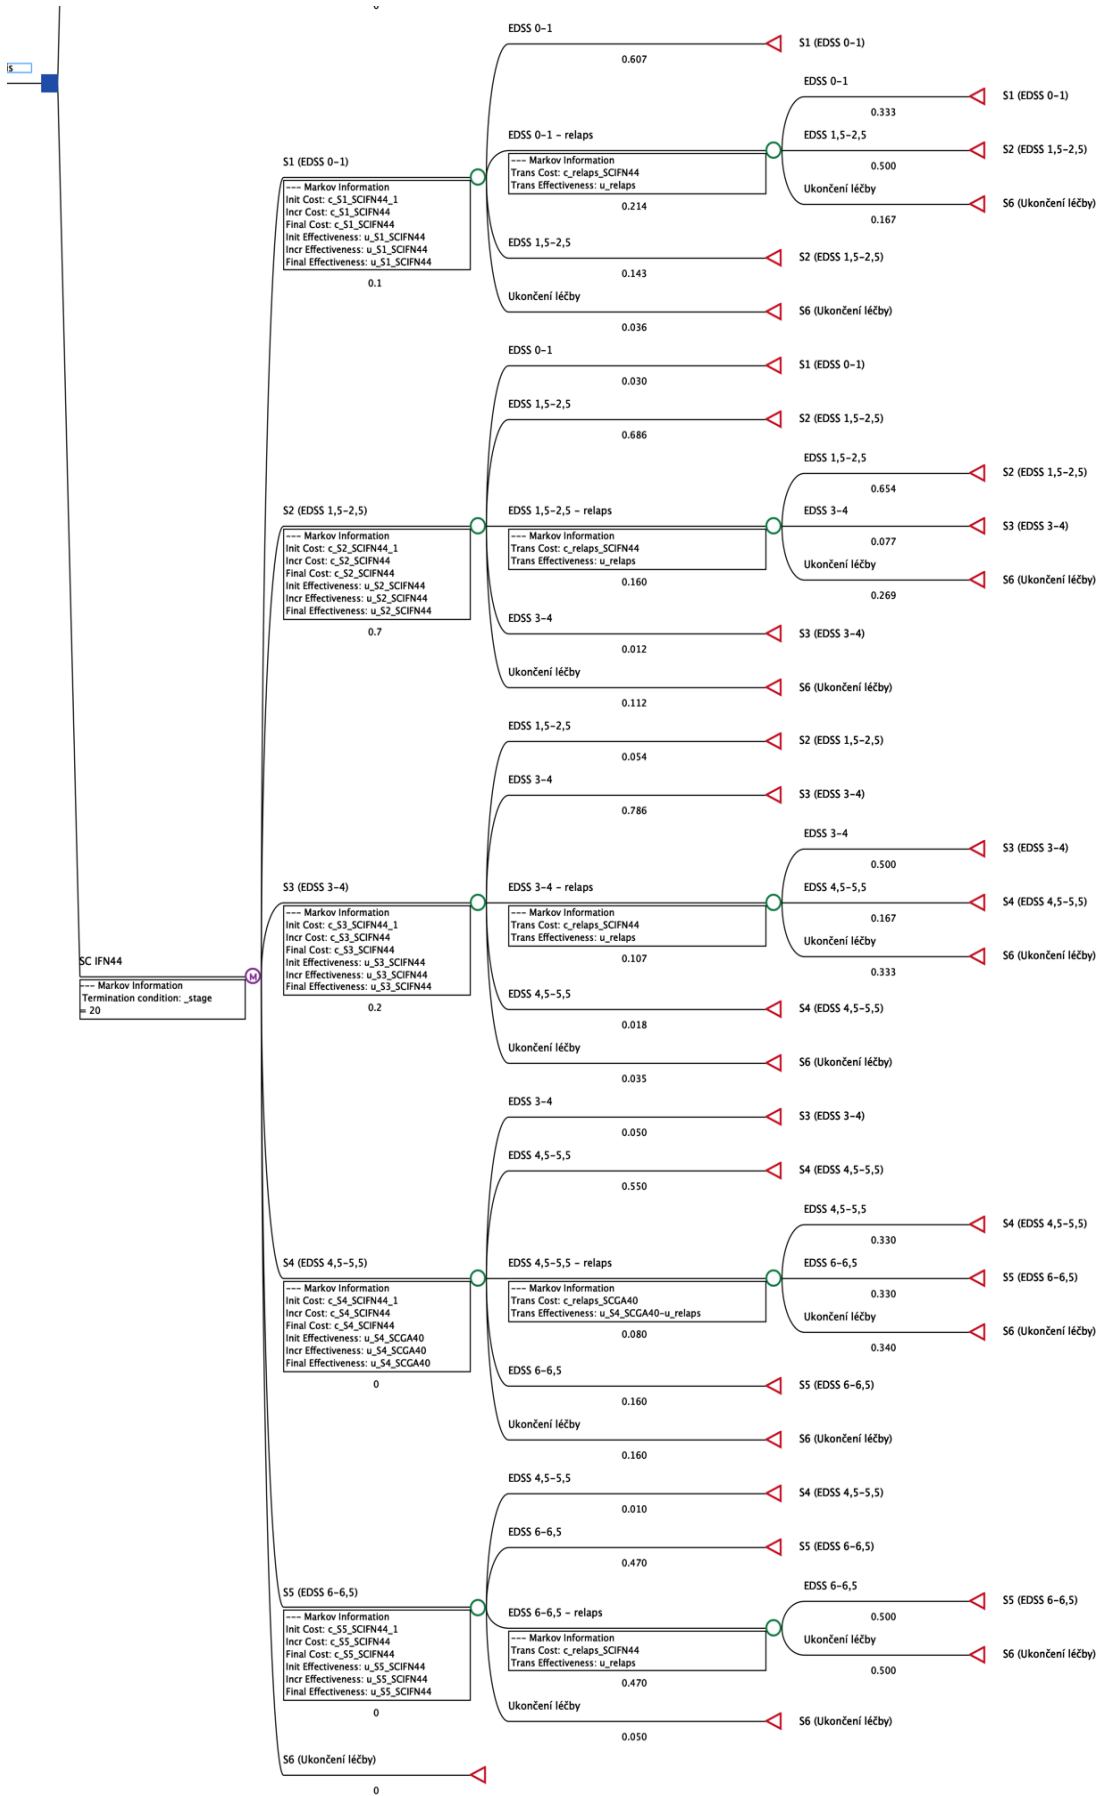 EDSS 0-1
0.607
S1 (EDSS 0-1)
EDSS 0-1 - relaps
--- Markov Information
Trans Cost: c_relaps_SCIFN44
Trans Effectiveness: u_relaps
0.214
EDSS 0-1
0.333
S1 (EDSS 0-1)
EDSS 1,5-2,5
0.500
S2 (EDSS 1,5-2,5)
Ukončení léčby
0.167
S6 (Ukončení léčby)
S1 (EDSS 0-1)
--- Markov Information
Init Cost: c_S1_SCIFN44_1
Incr Cost: c_S1_SCIFN44
Final Cost: c_S1_SCIFN44
Init Effectiveness: u_S1_SCIFN44
Incr Effectiveness: u_S1_SCIFN44
Final Effectiveness: u_S1_SCIFN44
0.1
EDSS 1,5-2,5
0.143
S2 (EDSS 1,5-2,5)
Ukončení léčby
0.036
S6 (Ukončení léčby)
EDSS 0-1
0.030
S1 (EDSS 0-1)
EDSS 1,5-2,5
0.686
S2 (EDSS 1,5-2,5)
S2 (EDSS 1,5-2,5)
--- Markov Information
Init Cost: c_S2_SCIFN44_1
Incr Cost: c_S2_SCIFN44
Final Cost: c_S2_SCIFN44
Init Effectiveness: u_S2_SCIFN44
Incr Effectiveness: u_S2_SCIFN44
Final Effectiveness: u_S2_SCIFN44
0.7
EDSS 1,5-2,5 - relaps
--- Markov Information
Trans Cost: c_relaps_SCIFN44
Trans Effectiveness: u_relaps
0.160
EDSS 1,5-2,5
0.654
S2 (EDSS 1,5-2,5)
EDSS 3-4
0.077
S3 (EDSS 3-4)
Ukončení léčby
0.269
S6 (Ukončení léčby)
EDSS 3-4
0.012
S3 (EDSS 3-4)
Ukončení léčby
0.112
S6 (Ukončení léčby)
EDSS 1,5-2,5
0.054
S2 (EDSS 1,5-2,5)
EDSS 3-4
0.786
S3 (EDSS 3-4)
S3 (EDSS 3-4)
--- Markov Information
Init Cost: c_S3_SCIFN44_1
Incr Cost: c_S3_SCIFN44
Final Cost: c_S3_SCIFN44
Init Effectiveness: u_S3_SCIFN44
Incr Effectiveness: u_S3_SCIFN44
Final Effectiveness: u_S3_SCIFN44
0.2
EDSS 3-4 - relaps
--- Markov Information
Trans Cost: c_relaps_SCIFN44
Trans Effectiveness: u_relaps
0.107
EDSS 3-4
0.500
S3 (EDSS 3-4)
EDSS 4,5-5,5
0.167
S4 (EDSS 4,5-5,5)
Ukončení léčby
0.333
S6 (Ukončení léčby)
SC IFN44
--- Markov Information
Termination condition: _stage
= 20
EDSS 4,5-5,5
0.018
S4 (EDSS 4,5-5,5)
Ukončení léčby
0.035
S6 (Ukončení léčby)
EDSS 3-4
0.050
S3 (EDSS 3-4)
EDSS 4,5-5,5
0.550
S4 (EDSS 4,5-5,5)
S4 (EDSS 4,5-5,5)
--- Markov Information
Init Cost: c_S4_SCIFN44_1
Incr Cost: c_S4_SCIFN44
Final Cost: c_S4_SCIFN44
Init Effectiveness: u_S4_SCGA40
Incr Effectiveness: u_S4_SCGA40
Final Effectiveness: u_S4_SCGA40
0
EDSS 4,5-5,5 - relaps
--- Markov Information
Trans Cost: c_relaps_SCGA40
Trans Effectiveness: u_S4_SCGA40-u_relaps
0.080
EDSS 4,5-5,5
0.330
S4 (EDSS 4,5-5,5)
EDSS 6-6,5
0.330
S5 (EDSS 6-6,5)
Ukončení léčby
0.340
S6 (Ukončení léčby)
EDSS 6-6,5
0.160
S5 (EDSS 6-6,5)
Ukončení léčby
0.160
S6 (Ukončení léčby)
EDSS 4,5-5,5
0.010
S4 (EDSS 4,5-5,5)
EDSS 6-6,5
0.470
S5 (EDSS 6-6,5)
S5 (EDSS 6-6,5)
--- Markov Information
Init Cost: c_S5_SCIFN44_1
Incr Cost: c_S5_SCIFN44
Final Cost: c_S5_SCIFN44
Init Effectiveness: u_S5_SCIFN44
Incr Effectiveness: u_S5_SCIFN44
Final Effectiveness: u_S5_SCIFN44
0
EDSS 6-6,5 - relaps
--- Markov Information
Trans Cost: c_relaps_SCIFN44
Trans Effectiveness: u_relaps
0.470
EDSS 6-6,5
0.500
S5 (EDSS 6-6,5)
Ukončení léčby
0.500
S6 (Ukončení léčby)
Ukončení léčby
0.050
S6 (Ukončení léčby)
S6 (Ukončení léčby)
0